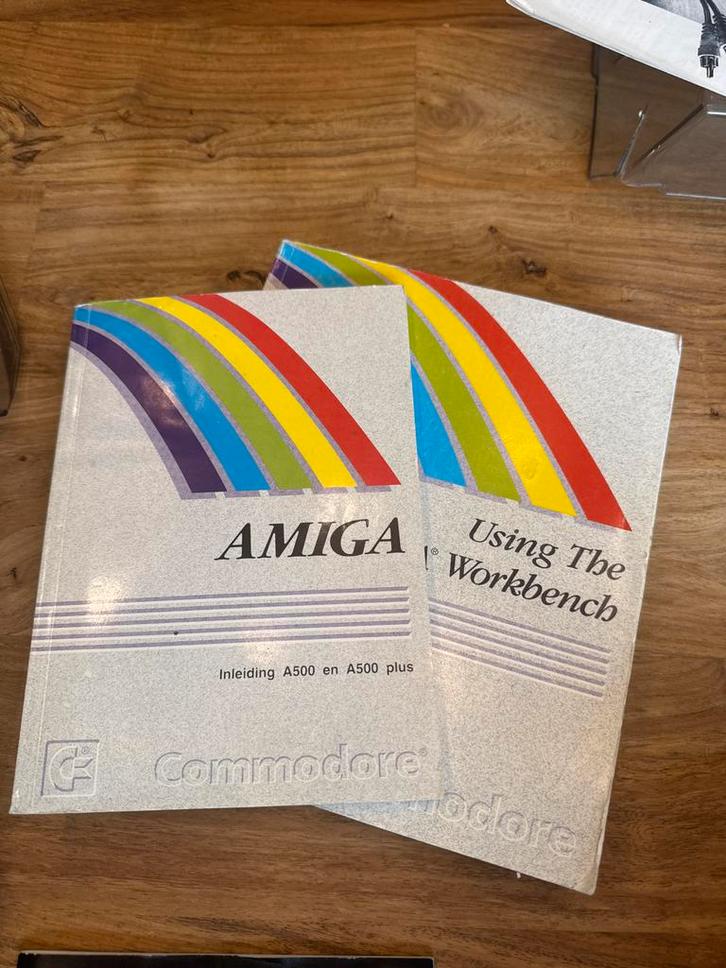 AMIGA
Inleiding A500 en A500 plus
Commodore®
Using The
® Workbench
modore